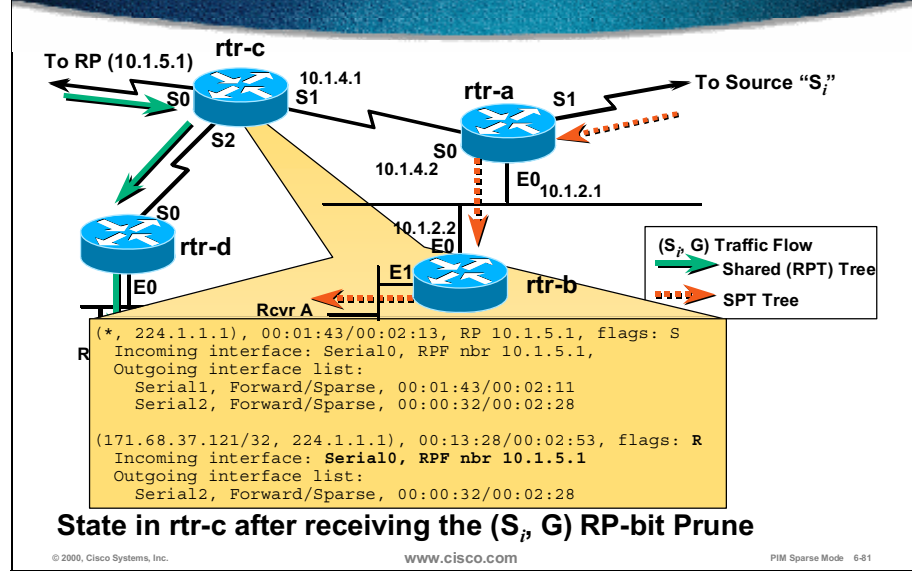 rtr-c
To RP (10.1.5.1)
10.1.4.1
S0
S1
S2
rtr-a
S1
To Source “Si”
S0
10.1.4.2
E0
10.1.2.1
S0
rtr-d
E0
10.1.2.2
E0
E1
rtr-b
Rcvr A
R
(Si, G) Traffic Flow
Shared (RPT) Tree
SPT Tree
(*, 224.1.1.1), 00:01:43/00:02:13, RP 10.1.5.1, flags: S
Incoming interface: Serial0, RPF nbr 10.1.5.1,
Outgoing interface list:
Serial1, Forward/Sparse, 00:01:43/00:02:11
Serial2, Forward/Sparse, 00:00:32/00:02:28
(171.68.37.121/32, 224.1.1.1), 00:13:28/00:02:53, flags: R
Incoming interface: Serial0, RPF nbr 10.1.5.1
Outgoing interface list:
Serial2, Forward/Sparse, 00:00:32/00:02:28
State in rtr-c after receiving the (Si, G) RP-bit Prune
© 2000, Cisco Systems, Inc.
www.cisco.com
PIM Sparse Mode 6-81